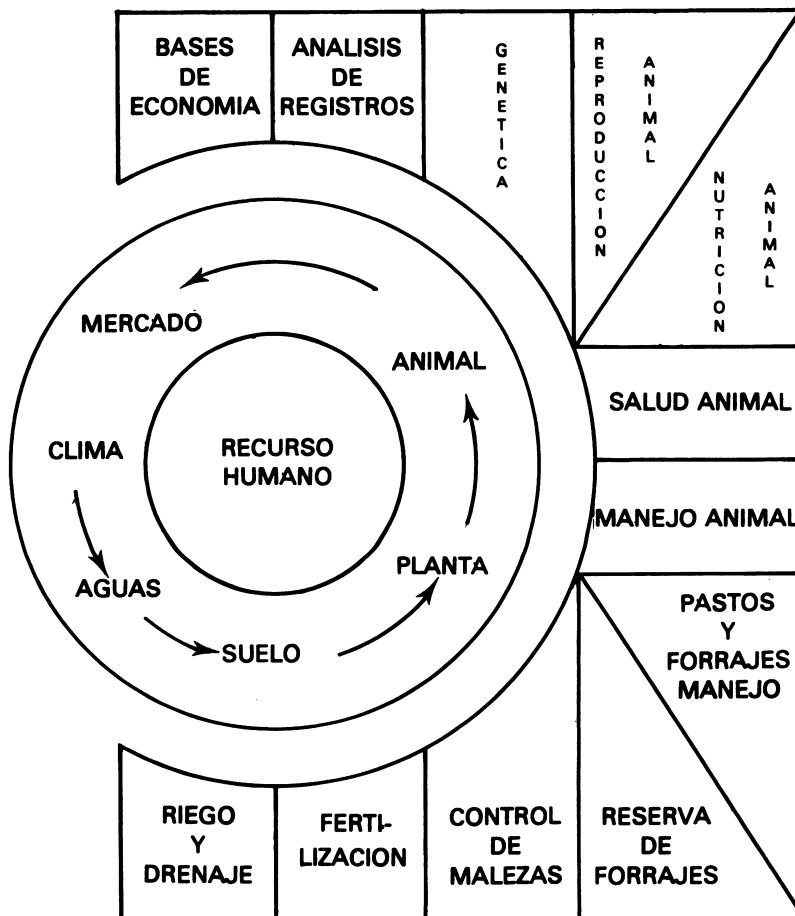 BASES
DE
ECONOMIA
ANALISIS
DE
REGISTROS
GENETICA
REPRODUCCION
ANIMAL
NUTRICION
ANIMAL
MERCADO
ANIMAL
SALUD ANIMAL
CLIMA
RECURSO
HUMANO
MANEJO ANIMAL
PLANTA
AGUAS
SUELO
PASTOS
Y
FORRAJES
MANEJO
RIEGO
Y
DRENAJE
FERTI-
LIZACION
CONTROL
DE
MALEZAS
RESERVA
DE
FORRAJES